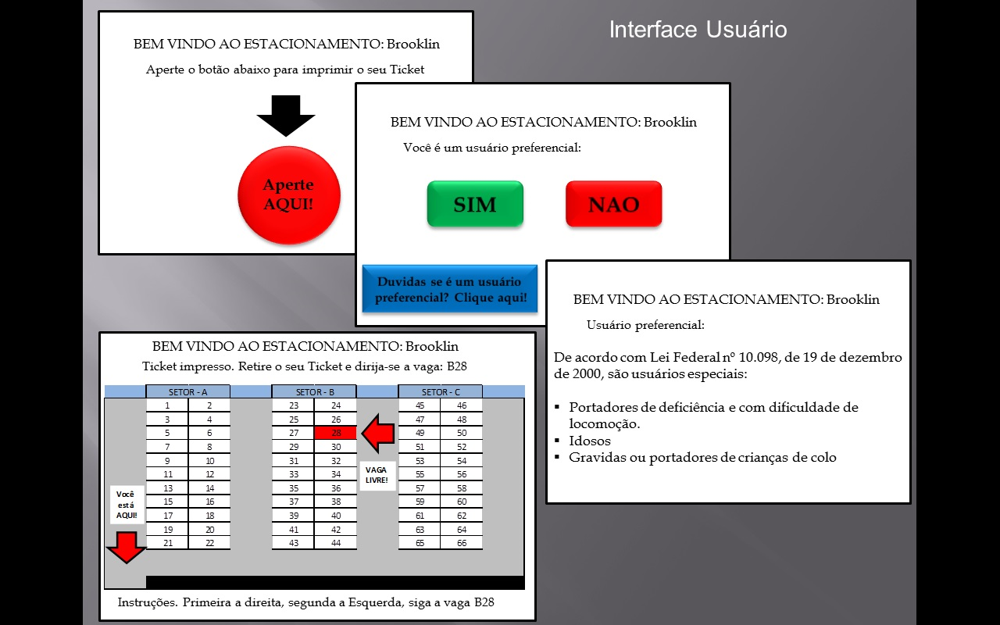 Interface Usuário
BEM VINDO AO ESTACIONAMENTO: Brooklin
Aperte o botão abaixo para imprimir o seu Ticket
Aperte
AQUI!
BEM VINDO AO ESTACIONAMENTO: Brooklin
Você é um usuário preferencial:
SIM
NAO
Duvidas se é um usuário
preferencial? Clique aqui!
BEM VINDO AO ESTACIONAMENTO: Brooklin
Usuário preferencial:
De acordo com Lei Federal nº 10.098, de 19 de dezembro
de 2000, são usuários especiais:
▪ Portadores de deficiência e com dificuldade de
locomoção.
▪ Idosos
▪ Gravidas ou portadores de crianças de colo
BEM VINDO AO ESTACIONAMENTO: Brooklin
Ticket impresso. Retire o seu Ticket e dirija-se a vaga: B28
SETOR - A SETOR - B SETOR - C
1 2 23 24 45 46
3 4 25 26 47 48
5 6 27 28 49 50
7 8 29 30 51 52
9 10 31 32 53 54
11 12 33 34 55 56
13 14 35 36 57 58
15 16 37 38 59 60
17 18 39 40 61 62
19 20 41 42 63 64
21 22 43 44 65 66
VAGA
LIVRE!
Você
está
AQUI!
Instruções. Primeira a direita, segunda a Esquerda, siga a vaga B28